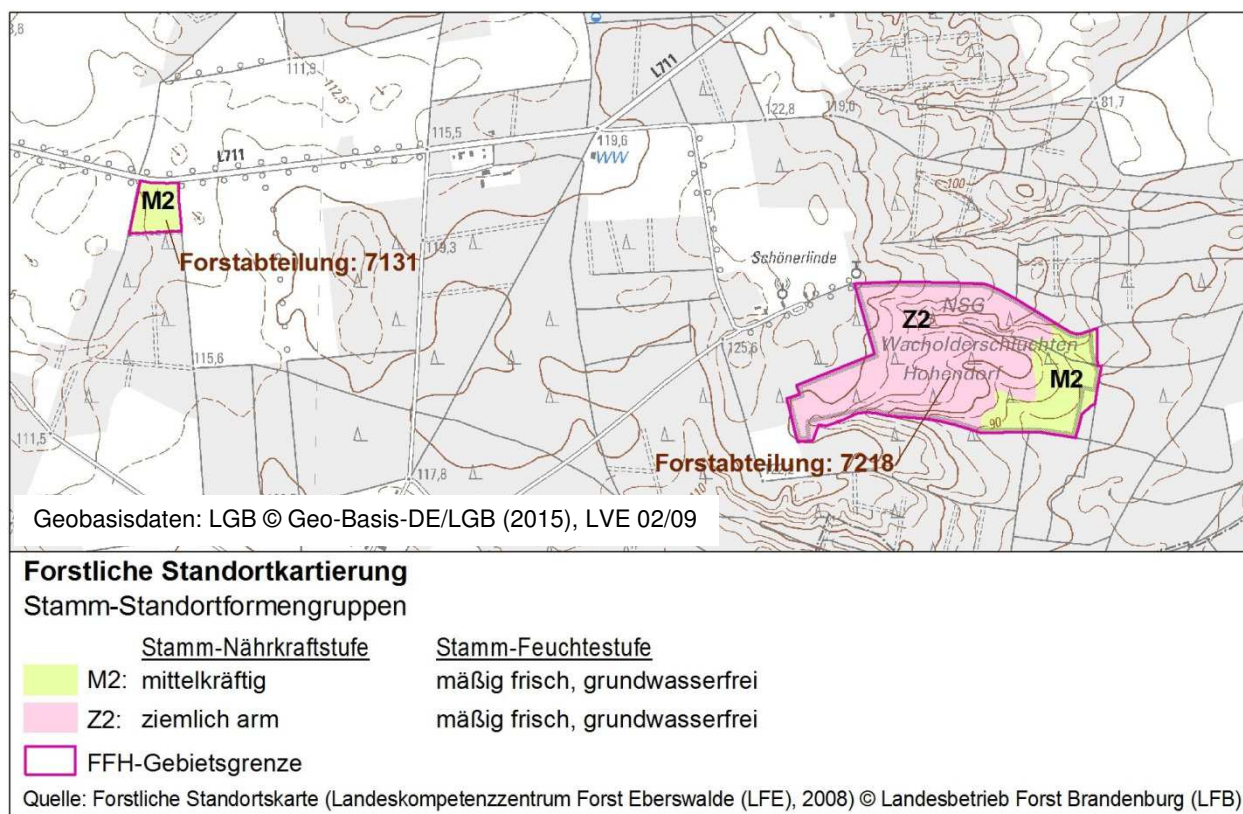 L711
111,3
112,5
115,5
L711
119,6
WW
122,8
119,0
81,7
100
M2
Forstabteilung: 7131
119,3
Schönerlinde
NSG
Z2
Wacholderschluchten
Hohendorf
M2
115,6
125,6
90
111,5
Forstabteilung: 7218
117,8
Geobasisdaten: LGB © Geo-Basis-DE/LGB (2015), LVE 02/09
Forstliche Standortkartierung
Stamm-Standortformengruppen
Stamm-Nährkraftstufe Stamm-Feuchtestufe
M2: mittelkräftig mäßig frisch, grundwasserfrei
Z2: ziemlich arm mäßig frisch, grundwasserfrei
FFH-Gebietsgrenze
Quelle: Forstliche Standortskarte (Landeskompetenzzentrum Forst Eberswalde (LFE), 2008) © Landesbetrieb Forst Brandenburg (LFB)